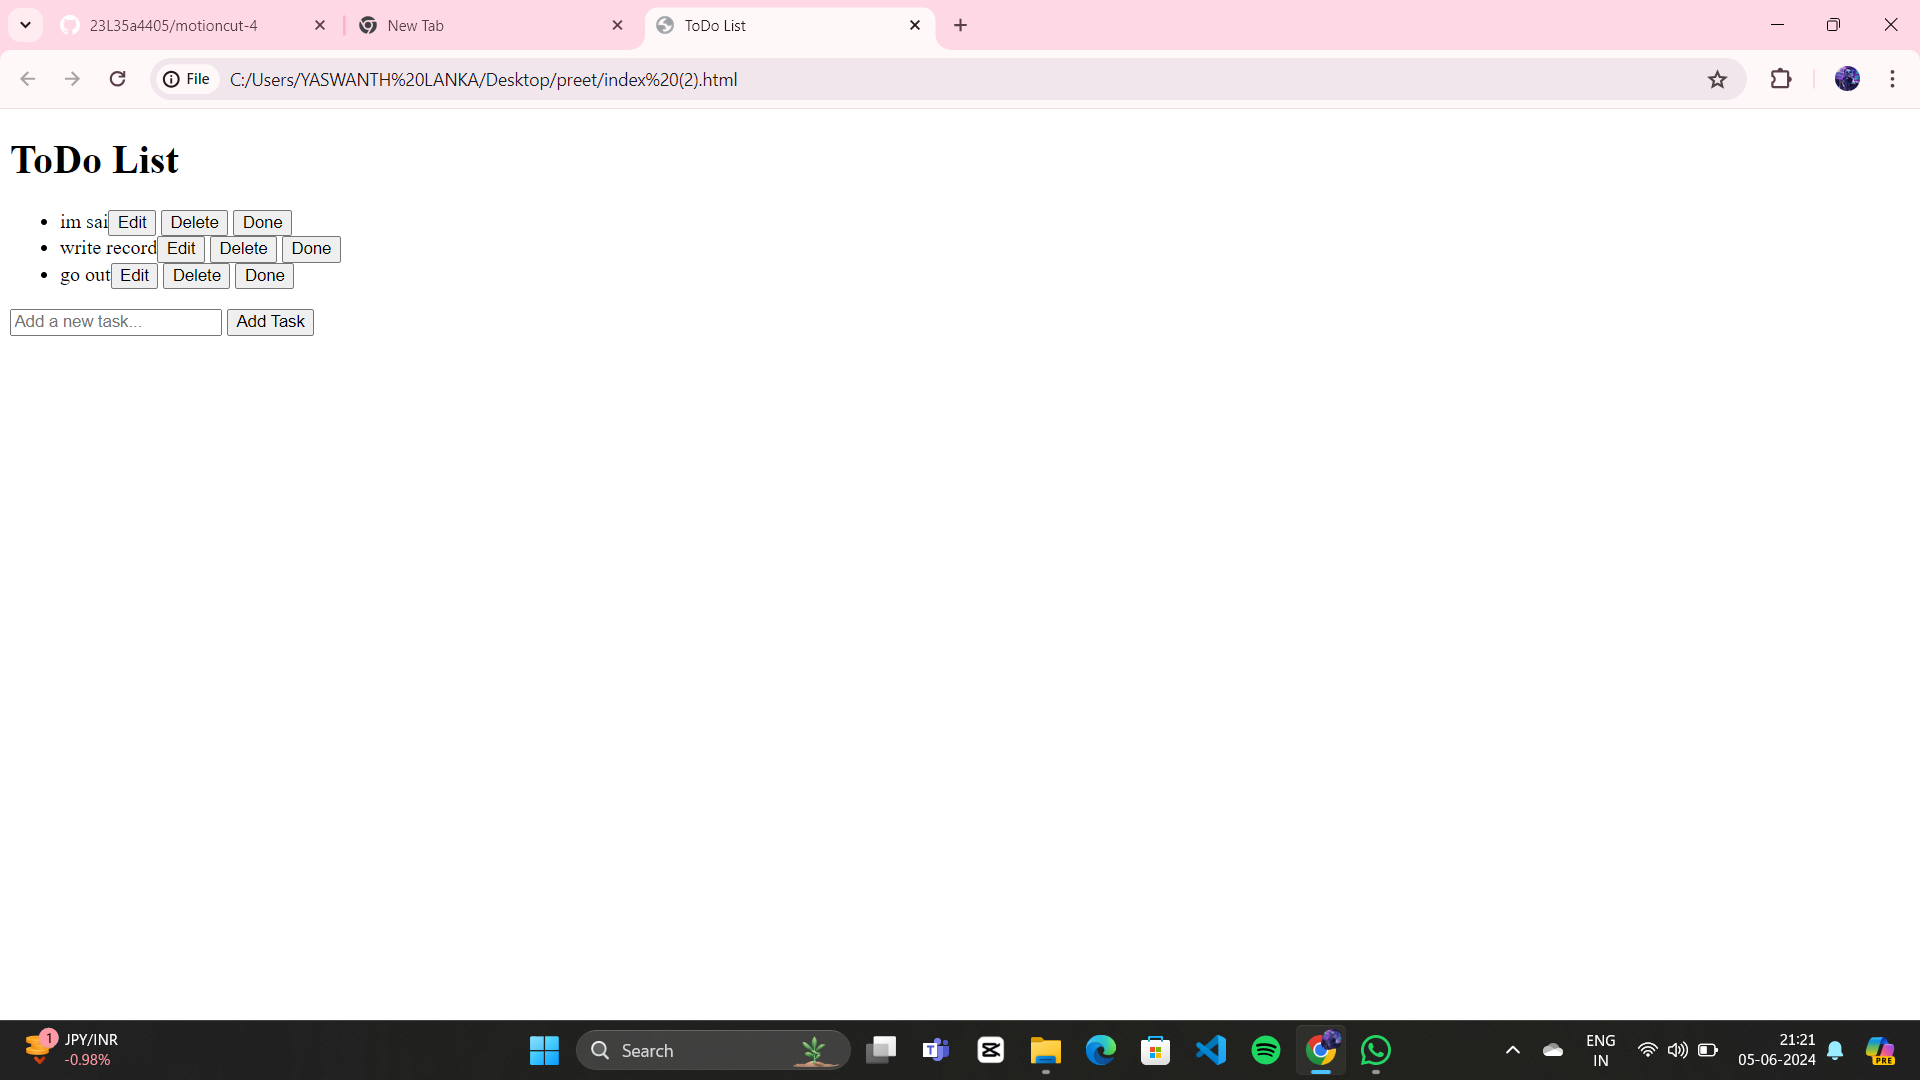 23L35a4405/motioncut-4
New Tab
ToDo List
File
C:/Users/YASWANTH%20LANKA/Desktop/preet/index%20(2).html
ToDo List
im sai Edit Delete Done
write record Edit Delete Done
go out Edit Delete Done
Add a new task... Add Task
1
JPY/INR
-0.98%
Search
ENG
IN
21:21
05-06-2024
PRE